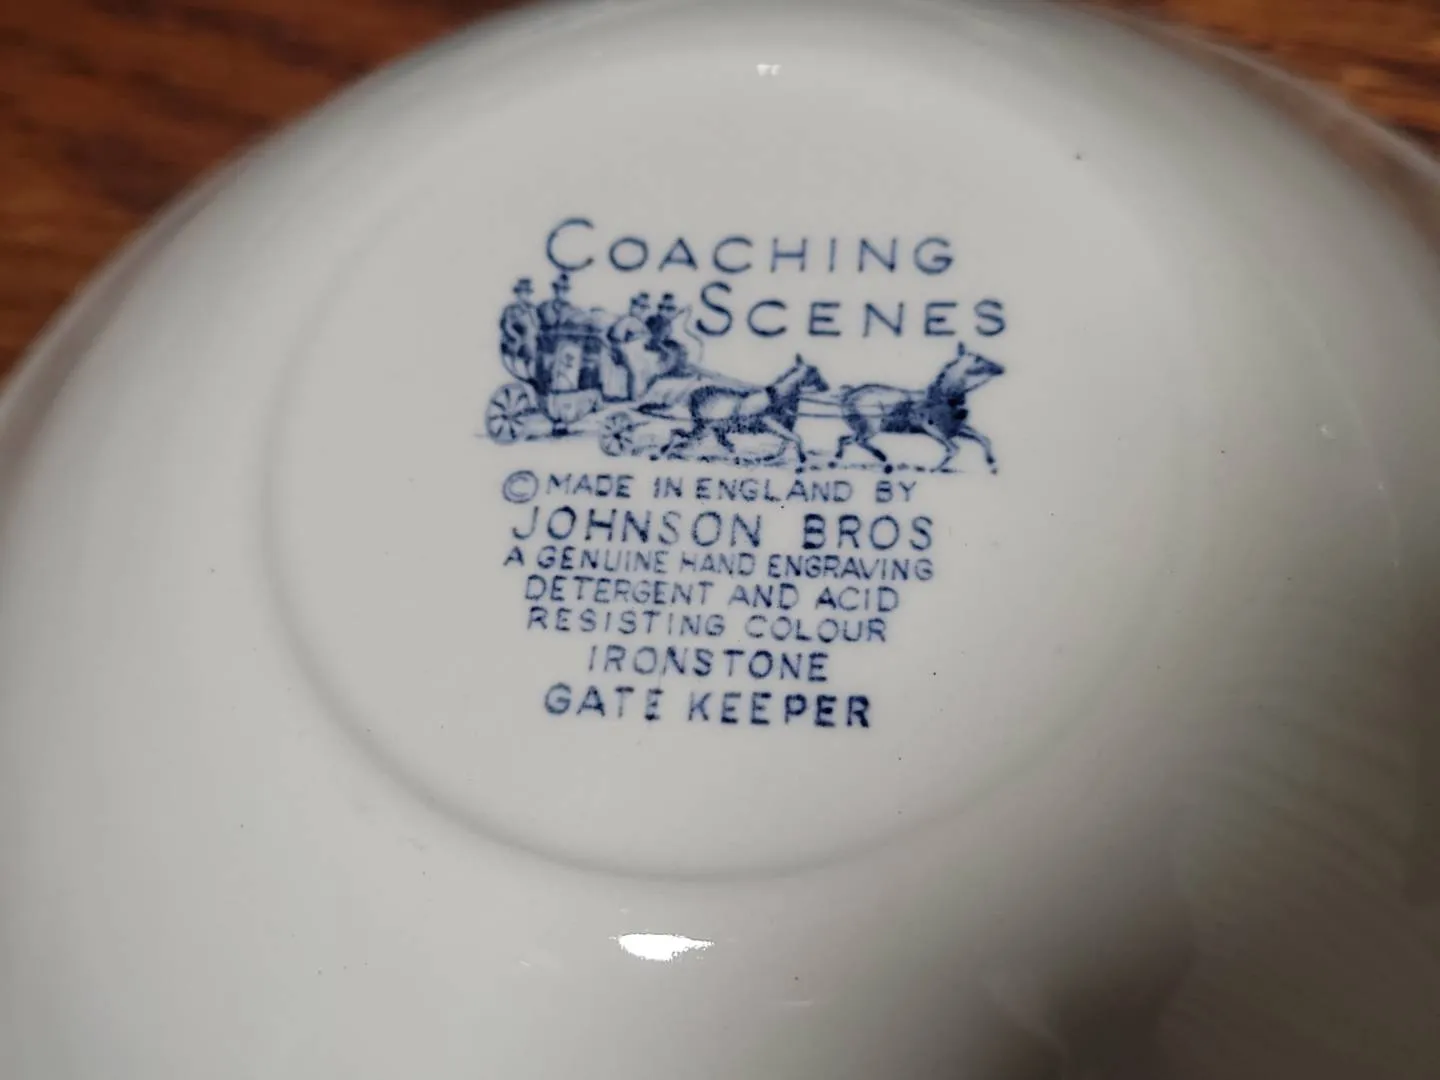 COACHING
SCENES
© MADE IN ENGLAND BY
JOHNSON BROS
A GENUINE HAND ENGRAVING
DETERGENT AND ACID
RESISTING COLOUR
IRONSTONE
GATE KEEPER